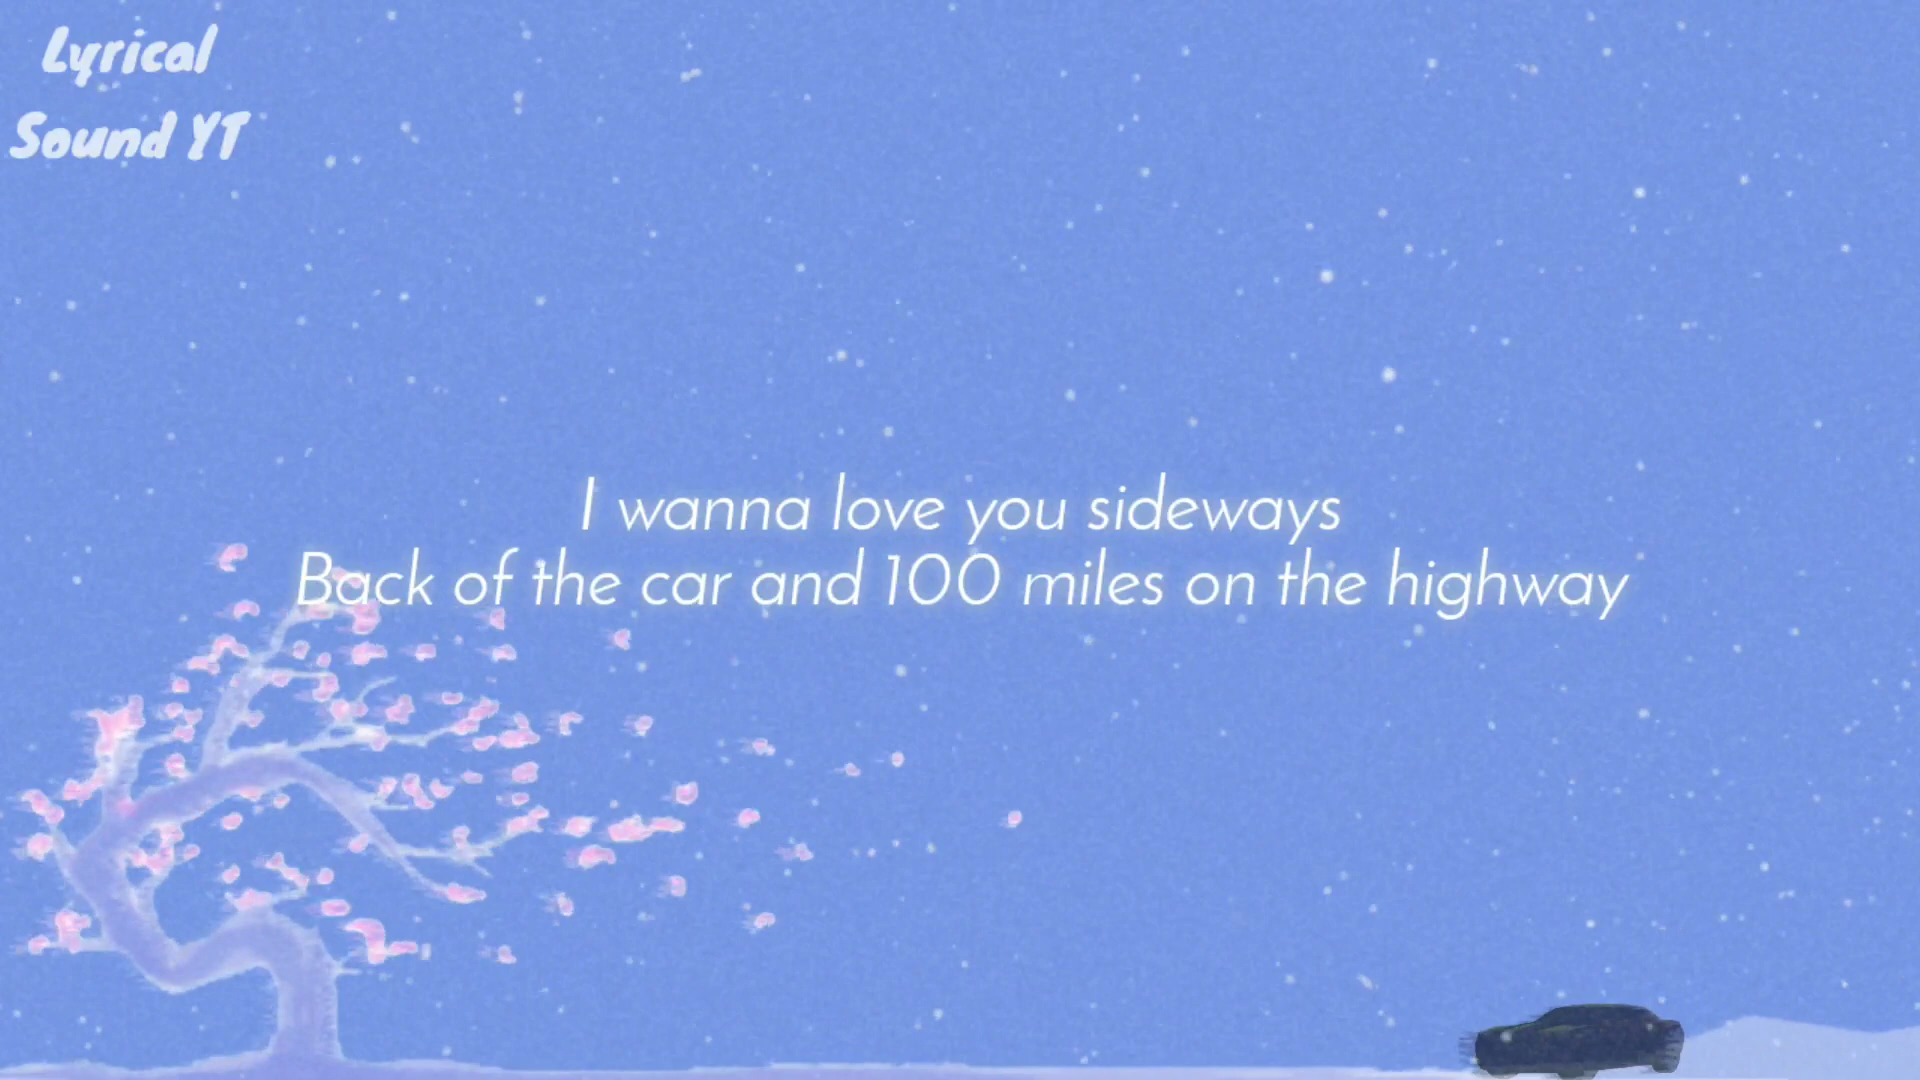 Lyrical
Sound YT
I wanna love you sideways
Back of the car and 100 miles on the highway